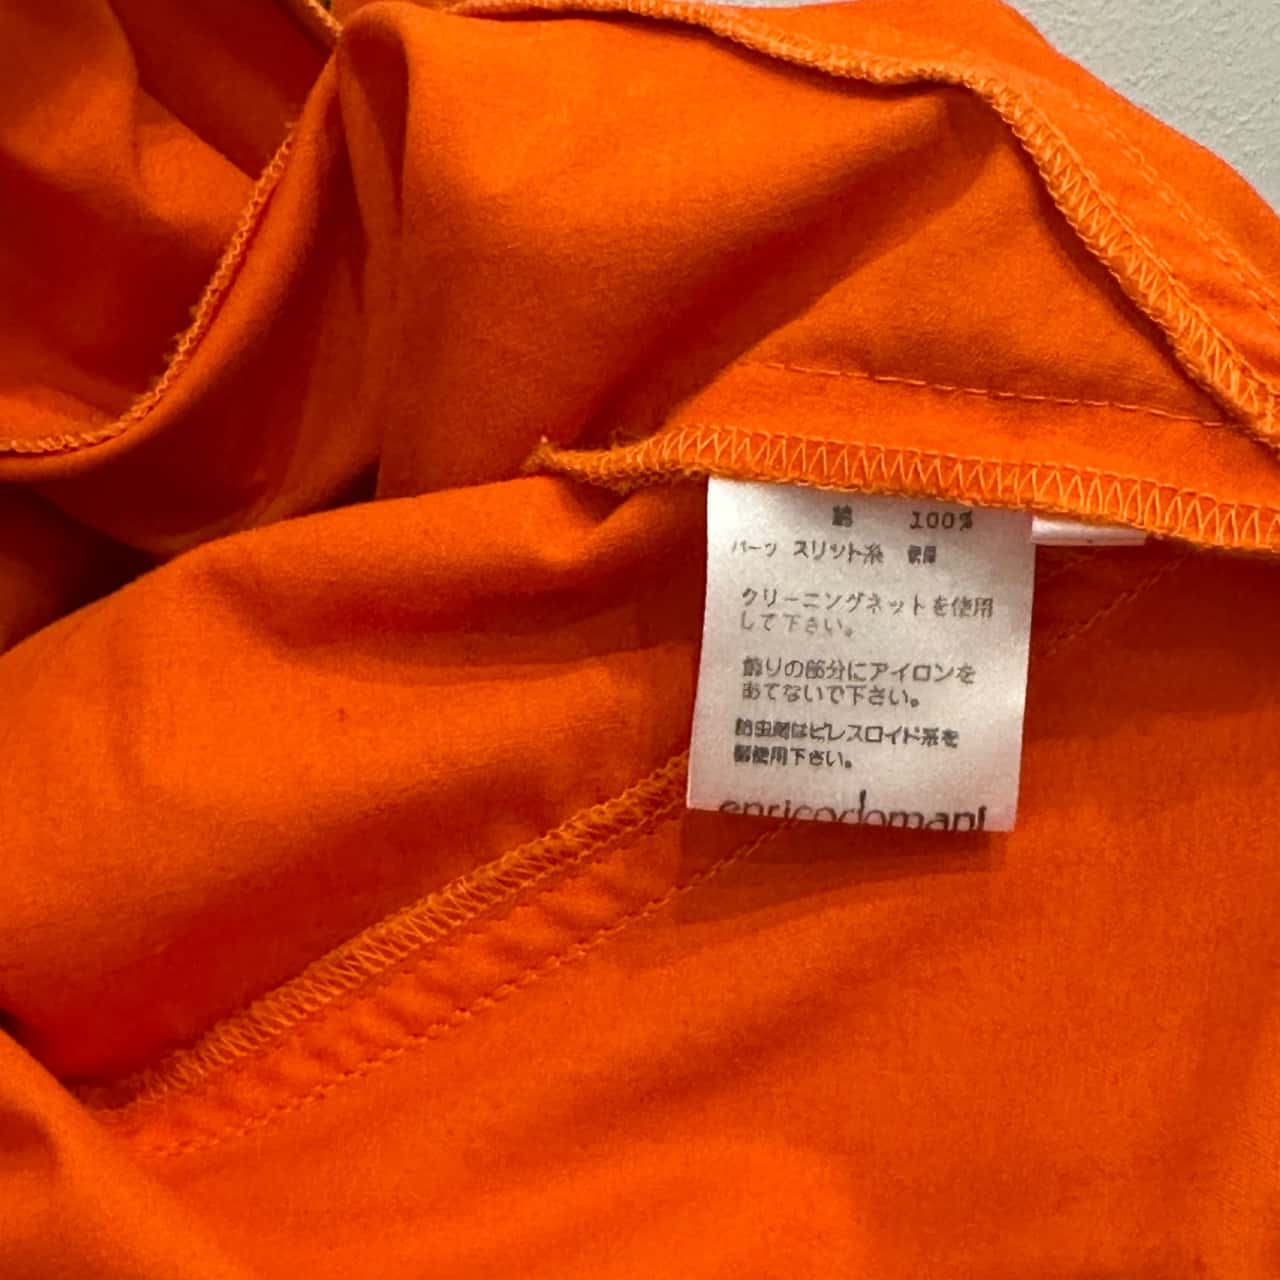 綿 100%
パーツ スリット糸 使用
クリーニングネットを使用
して下さい。
飾りの部分にアイロンを
あてないで下さい。
防虫剤はピレスロイド系を
御使用下さい。
enricodomani